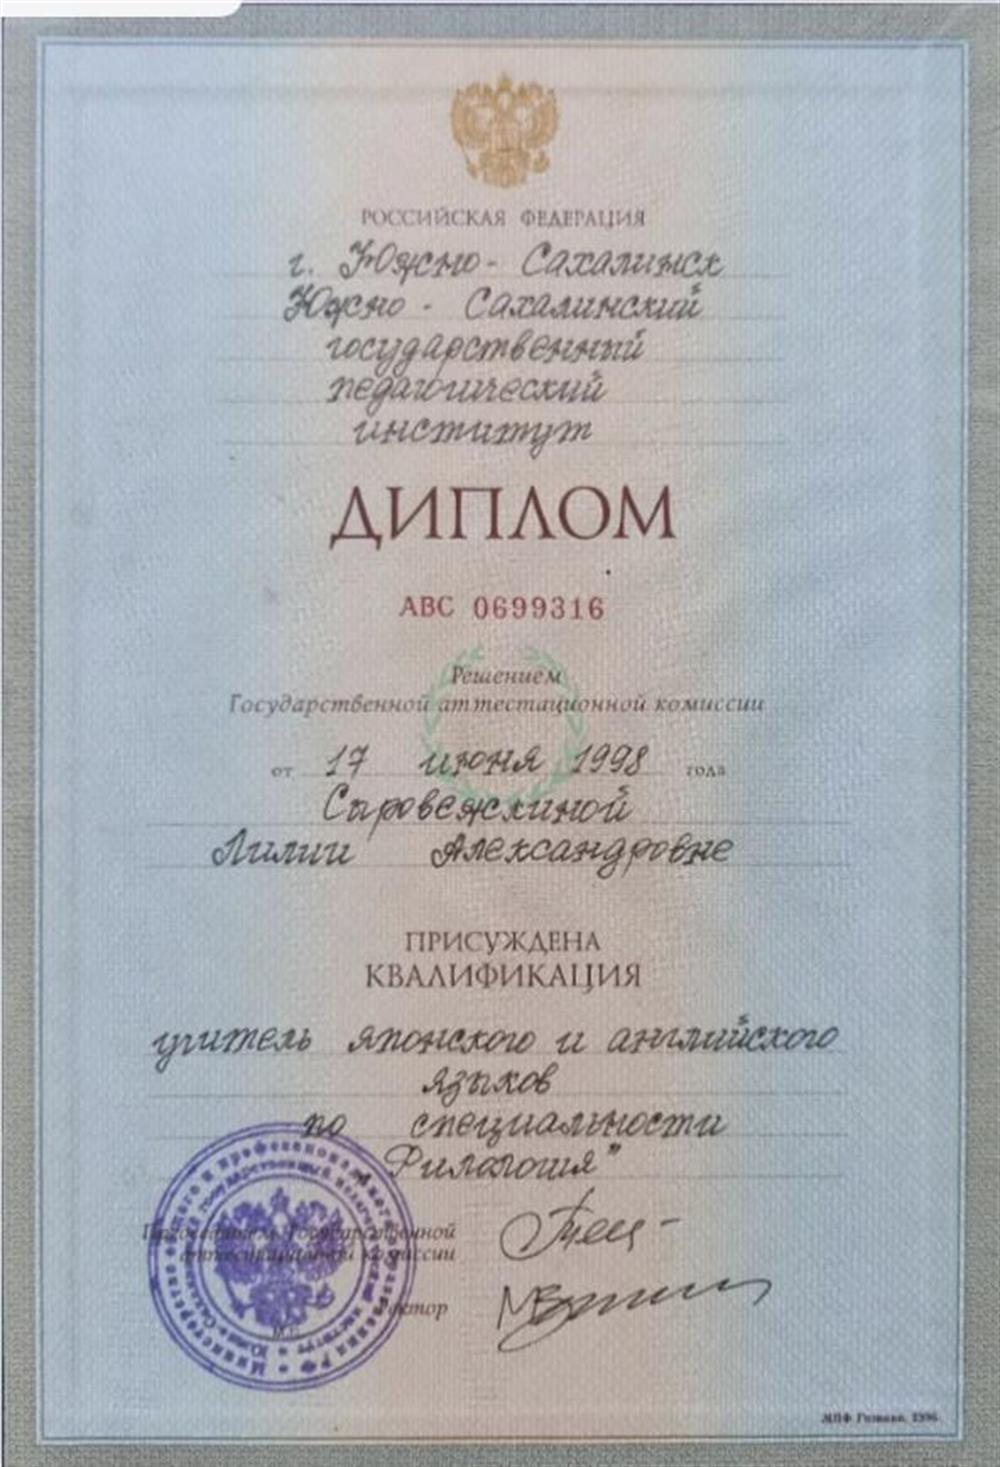 РОССИЙСКАЯ ФЕДЕРАЦИЯ
г. Южно - Сахалинск
Южно - Сахалинский
государственный
педагогический
институт
ДИПЛОМ
АВС 0699316
Решением
Государственной аттестационной комиссии
от 17 июня 1998 года
Сыровежкиной
Лилии Александровне
ПРИСУЖДЕНА
КВАЛИФИКАЦИЯ
учитель японского и английского
языков
по специальности
Филология"
Председатель Государственной
аттестационной комиссии
Ректор
МПФ Гознака. 1996.